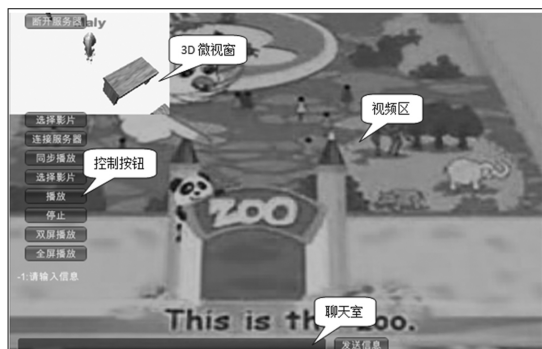 断开服务器
aly
3D 微视窗
选择影片
连接服务器
视频区
同步播放
选择影片
控制按钮
播放
停止
双屏播放
全屏播放
ZOO
-1:请输入信息
聊天室
This is the zoo.
发送信息